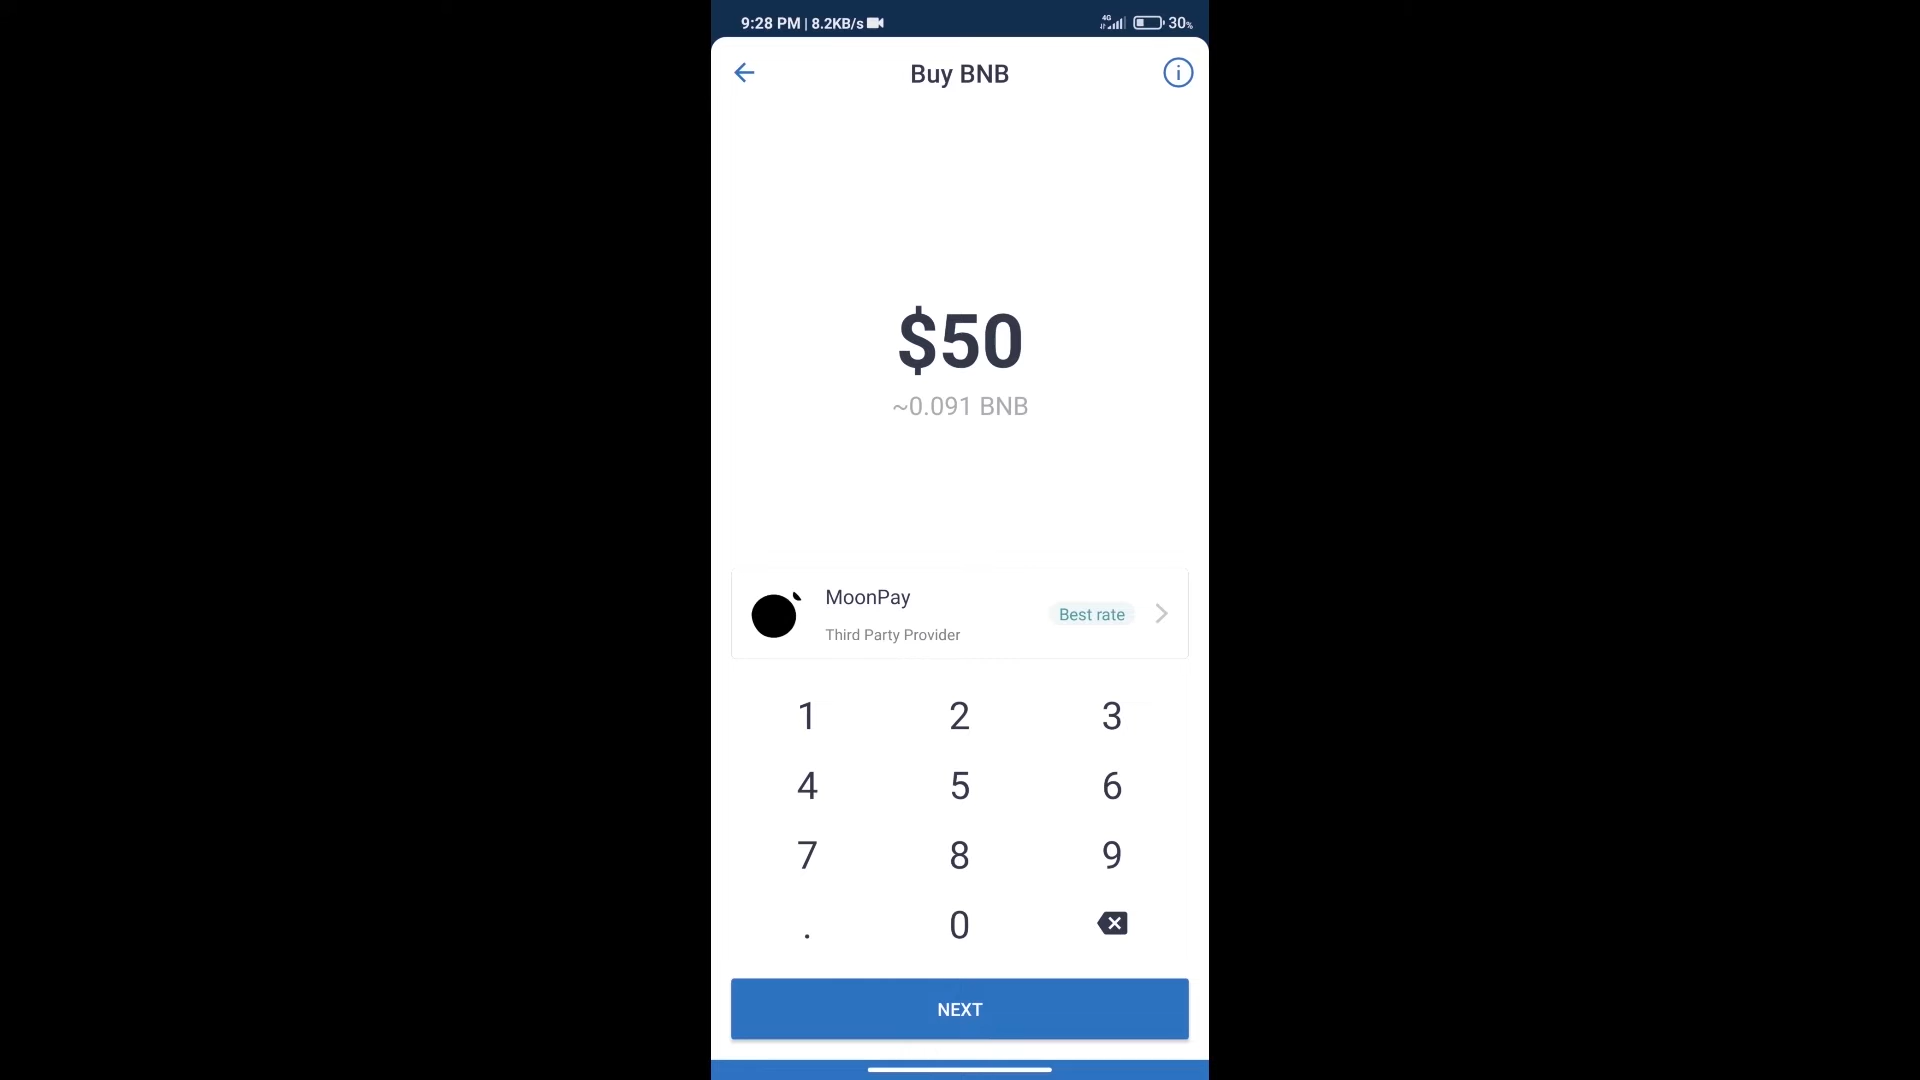 9:28 PM | 8.2KB/s 4G 30%
Buy BNB
$50
~0.091 BNB
MoonPay
Best rate
Third Party Provider
1 2 3
4 5 6
7 8 9
. 0
NEXT